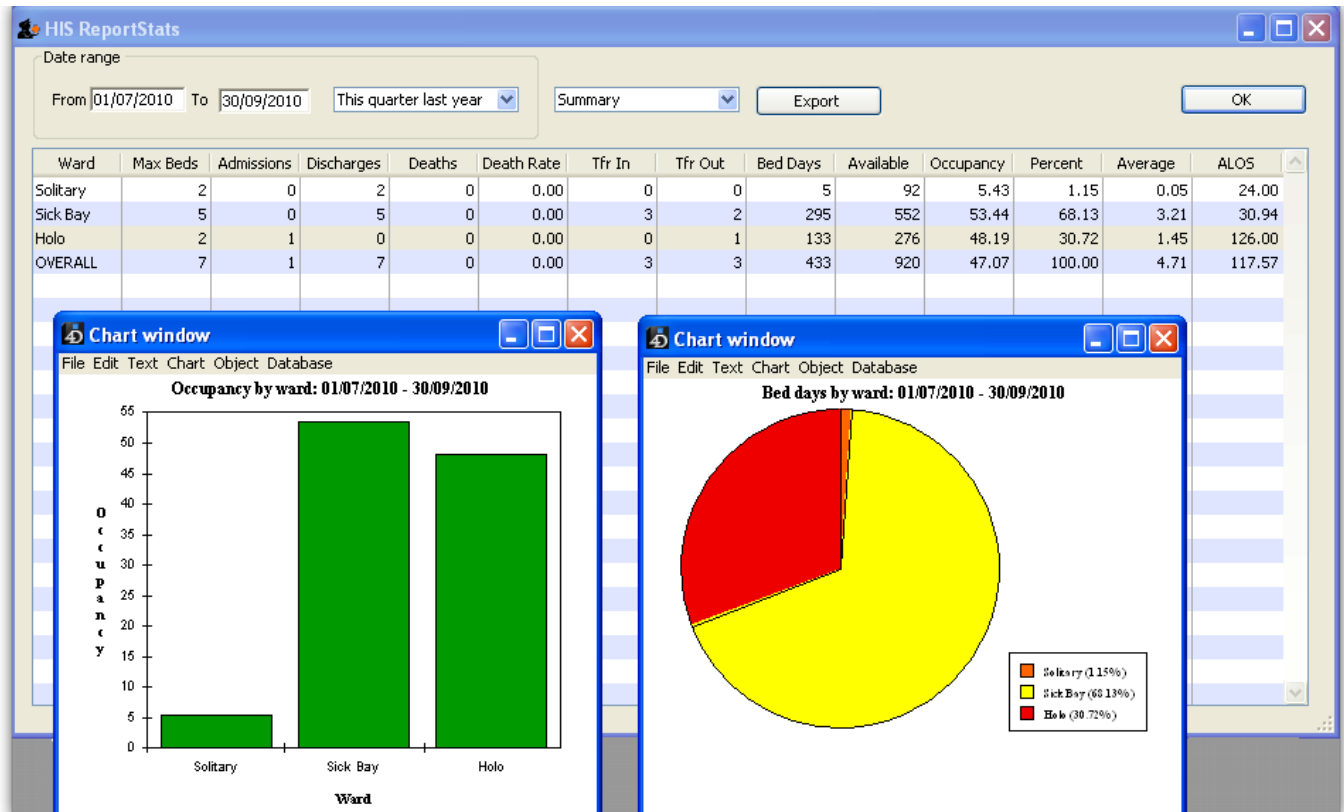 HIS ReportStats
Date range
From 01/07/2010 To 30/09/2010 This quarter last year Summary Export OK
Ward Max Beds Admissions Discharges Deaths Death Rate Tfr In Tfr Out Bed Days Available Occupancy Percent Average ALOS
Solitary 2 0 2 0 0.00 0 0 5 92 5.43 1.15 0.05 24.00
Sick Bay 5 0 5 0 0.00 3 2 295 552 53.44 68.13 3.21 30.94
Holo 2 1 0 0 0.00 0 1 133 276 48.19 30.72 1.45 126.00
OVERALL 7 1 7 0 0.00 3 3 433 920 47.07 100.00 4.71 117.57
4D Chart window
File Edit Text Chart Object Database
Occupancy by ward: 01/07/2010 - 30/09/2010
55
50
45
40
35
30
25
20
15
10
5
0
Occupancy
Solitary Sick Bay Holo
Ward
4D Chart window
File Edit Text Chart Object Database
Bed days by ward: 01/07/2010 - 30/09/2010
Solitary (1.15%)
Sick Bay (68.13%)
Holo (30.72%)